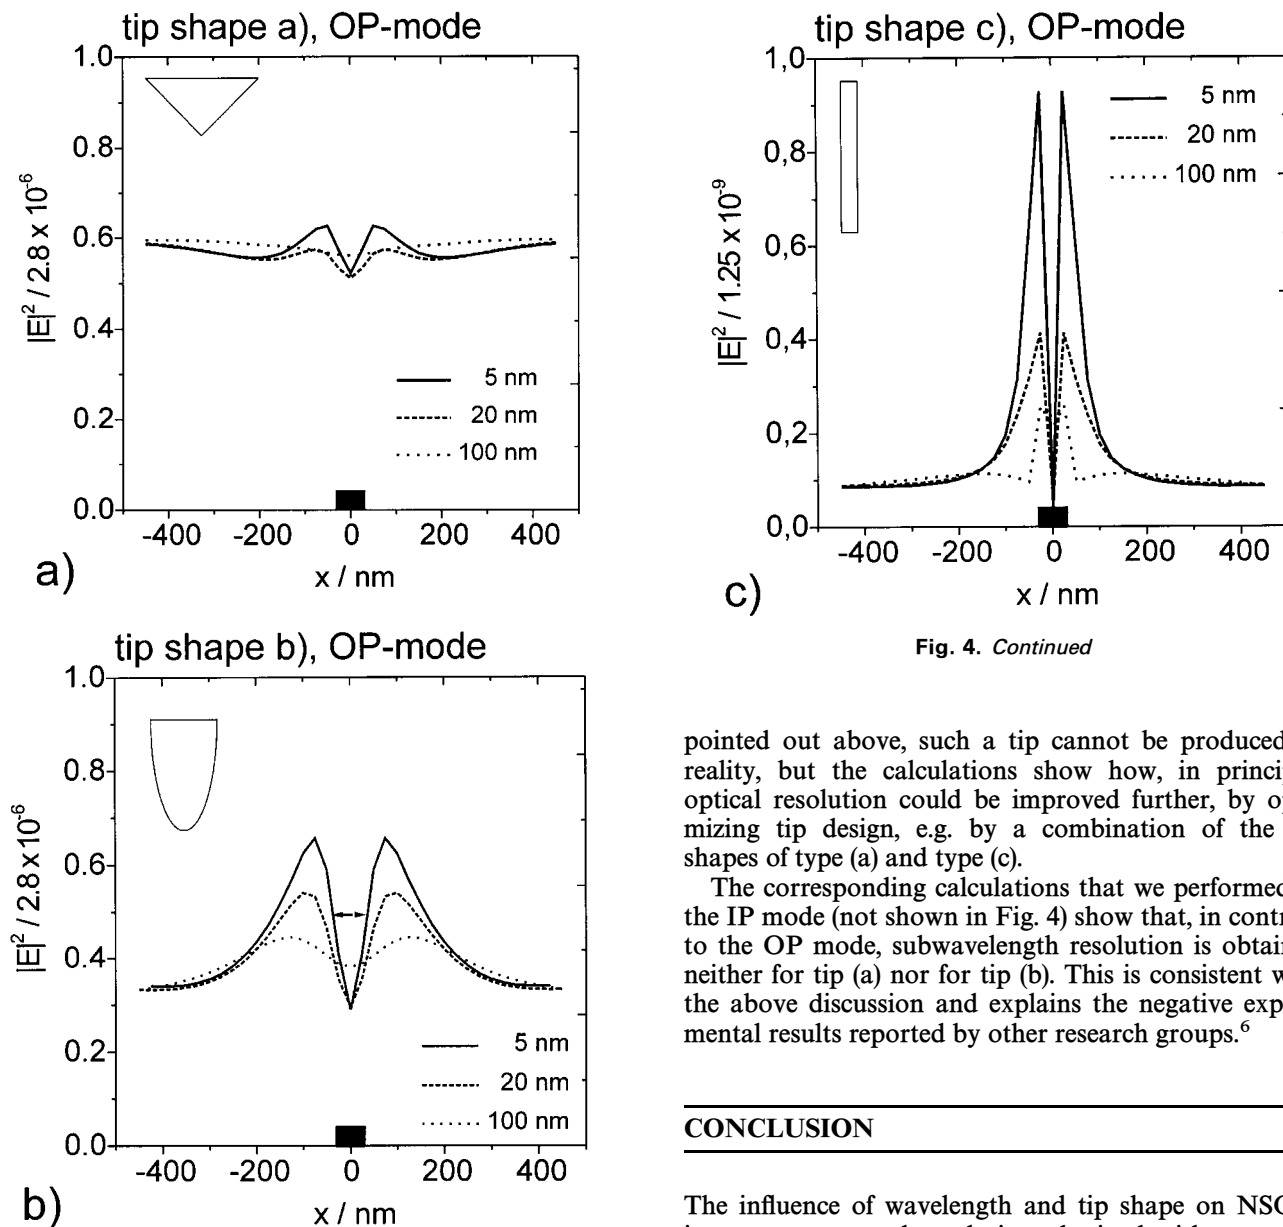 tip shape a), OP-mode
1.0
0.8
0.6
0.4
0.2
0.0
|E|² / 2.8 x 10⁻⁶
5 nm
20 nm
100 nm
-400 -200 0 200 400
x / nm
a)
tip shape b), OP-mode
1.0
0.8
0.6
0.4
0.2
0.0
|E|² / 2.8 x 10⁻⁶
5 nm
20 nm
100 nm
-400 -200 0 200 400
x / nm
b)
tip shape c), OP-mode
1,0
0,8
0,6
0,4
0,2
0,0
|E|² / 1.25 x 10⁻⁹
5 nm
20 nm
100 nm
-400 -200 0 200 400
x / nm
c)
Fig. 4. Continued
pointed out above, such a tip cannot be produced
reality, but the calculations show how, in princip
optical resolution could be improved further, by op
mizing tip design, e.g. by a combination of the
shapes of type (a) and type (c).
The corresponding calculations that we performed
the IP mode (not shown in Fig. 4) show that, in contr
to the OP mode, subwavelength resolution is obtain
neither for tip (a) nor for tip (b). This is consistent w
the above discussion and explains the negative exp
mental results reported by other research groups.⁶
CONCLUSION
The influence of wavelength and tip shape on NSO